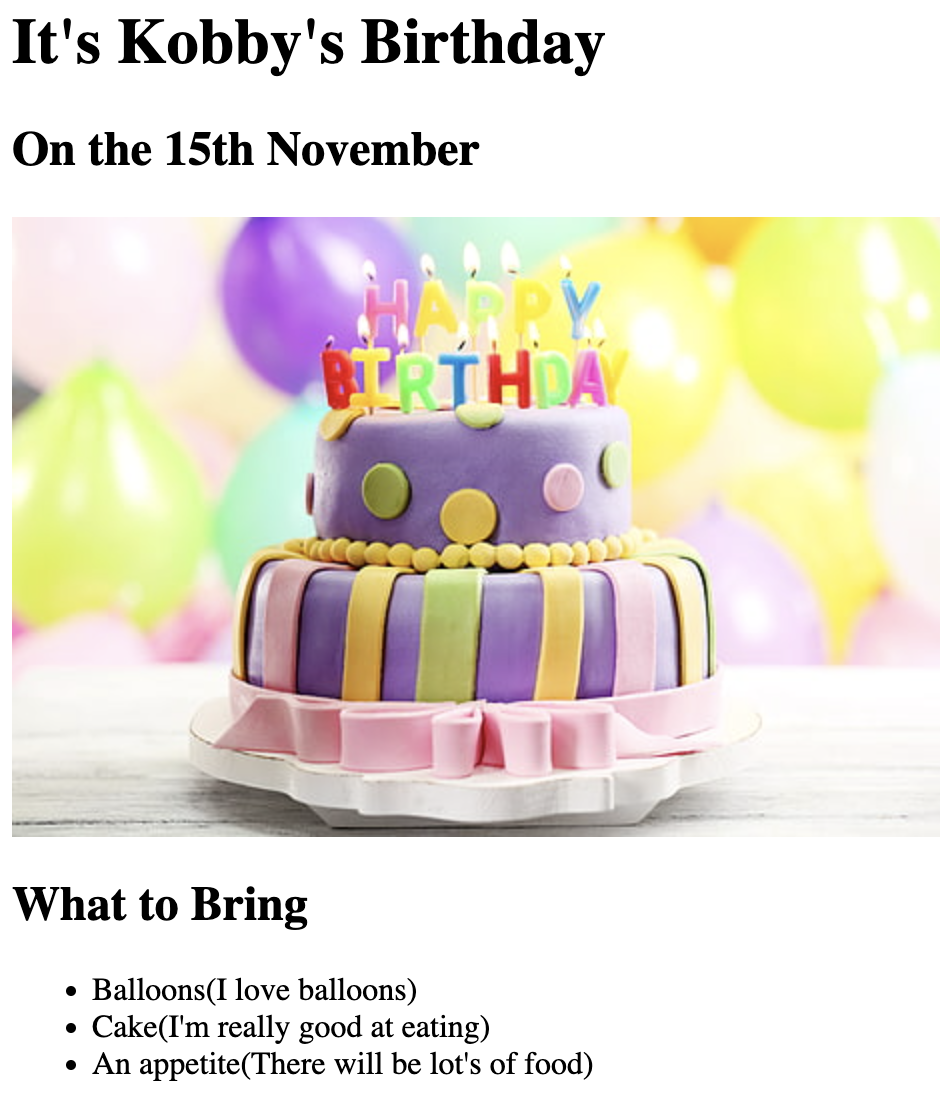 It's Kobby's Birthday
On the 15th November
HAPPY
BIRTHDAY
What to Bring
Balloons(I love balloons)
Cake(I'm really good at eating)
An appetite(There will be lot's of food)